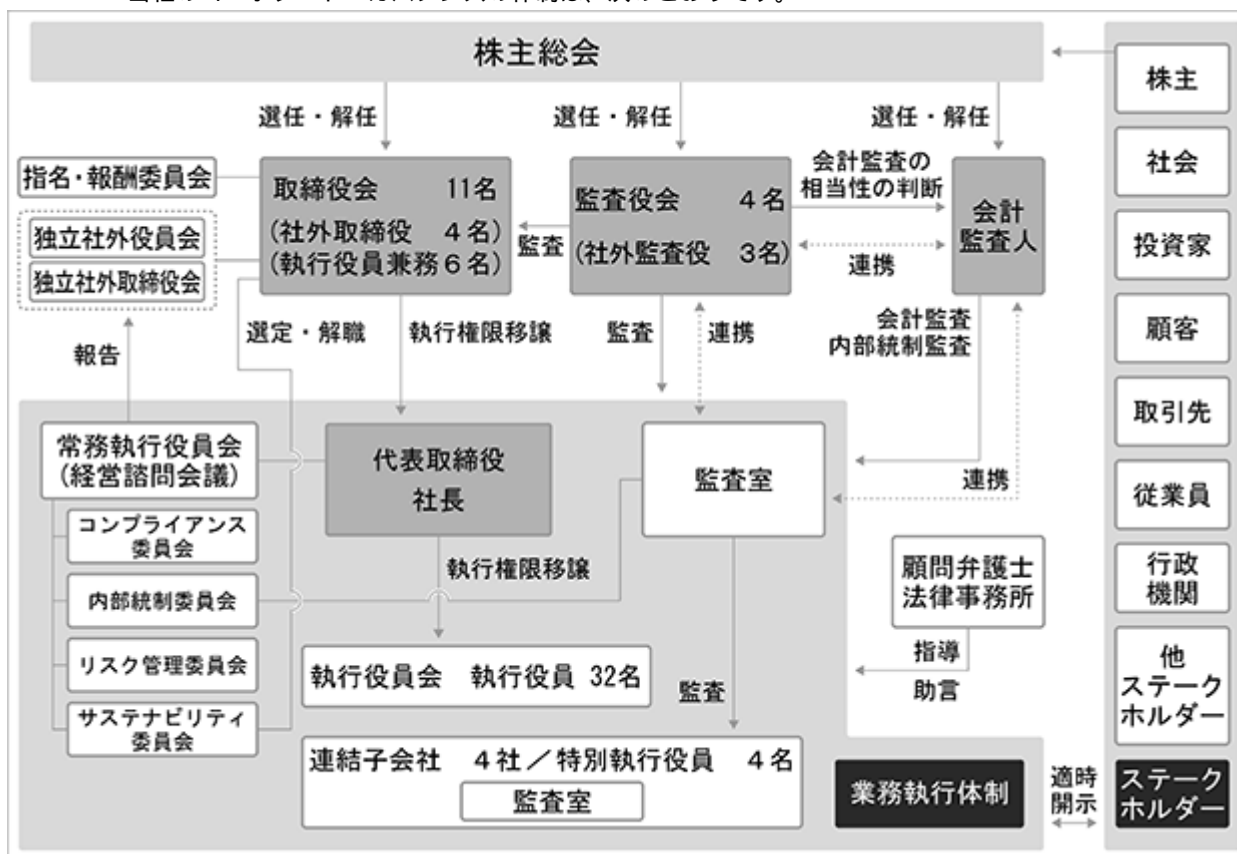 株主総会
株主
選任・解任
選任・解任
選任・解任
社会
指名・報酬委員会
取締役会 11名
(社外取締役 4名)
(執行役員兼務6名)
監査
監査役会 4名
(社外監査役 3名)
会計監査の
相当性の判断
連携
会計
監査人
独立社外役員会
独立社外取締役会
投資家
報告
選定・解職
執行権限移譲
監査
連携
会計監査
内部統制監査
顧客
取引先
常務執行役員会
(経営諮問会議)
代表取締役
社長
監査室
連携
従業員
コンプライアンス
委員会
内部統制委員会
リスク管理委員会
サステナビリティ
委員会
執行権限移譲
顧問弁護士
法律事務所
指導
助言
行政
機関
執行役員会 執行役員 32名
監査
他
ステーク
ホルダー
連結子会社 4社/特別執行役員 4名
監査室
業務執行体制
適時
開示
ステーク
ホルダー